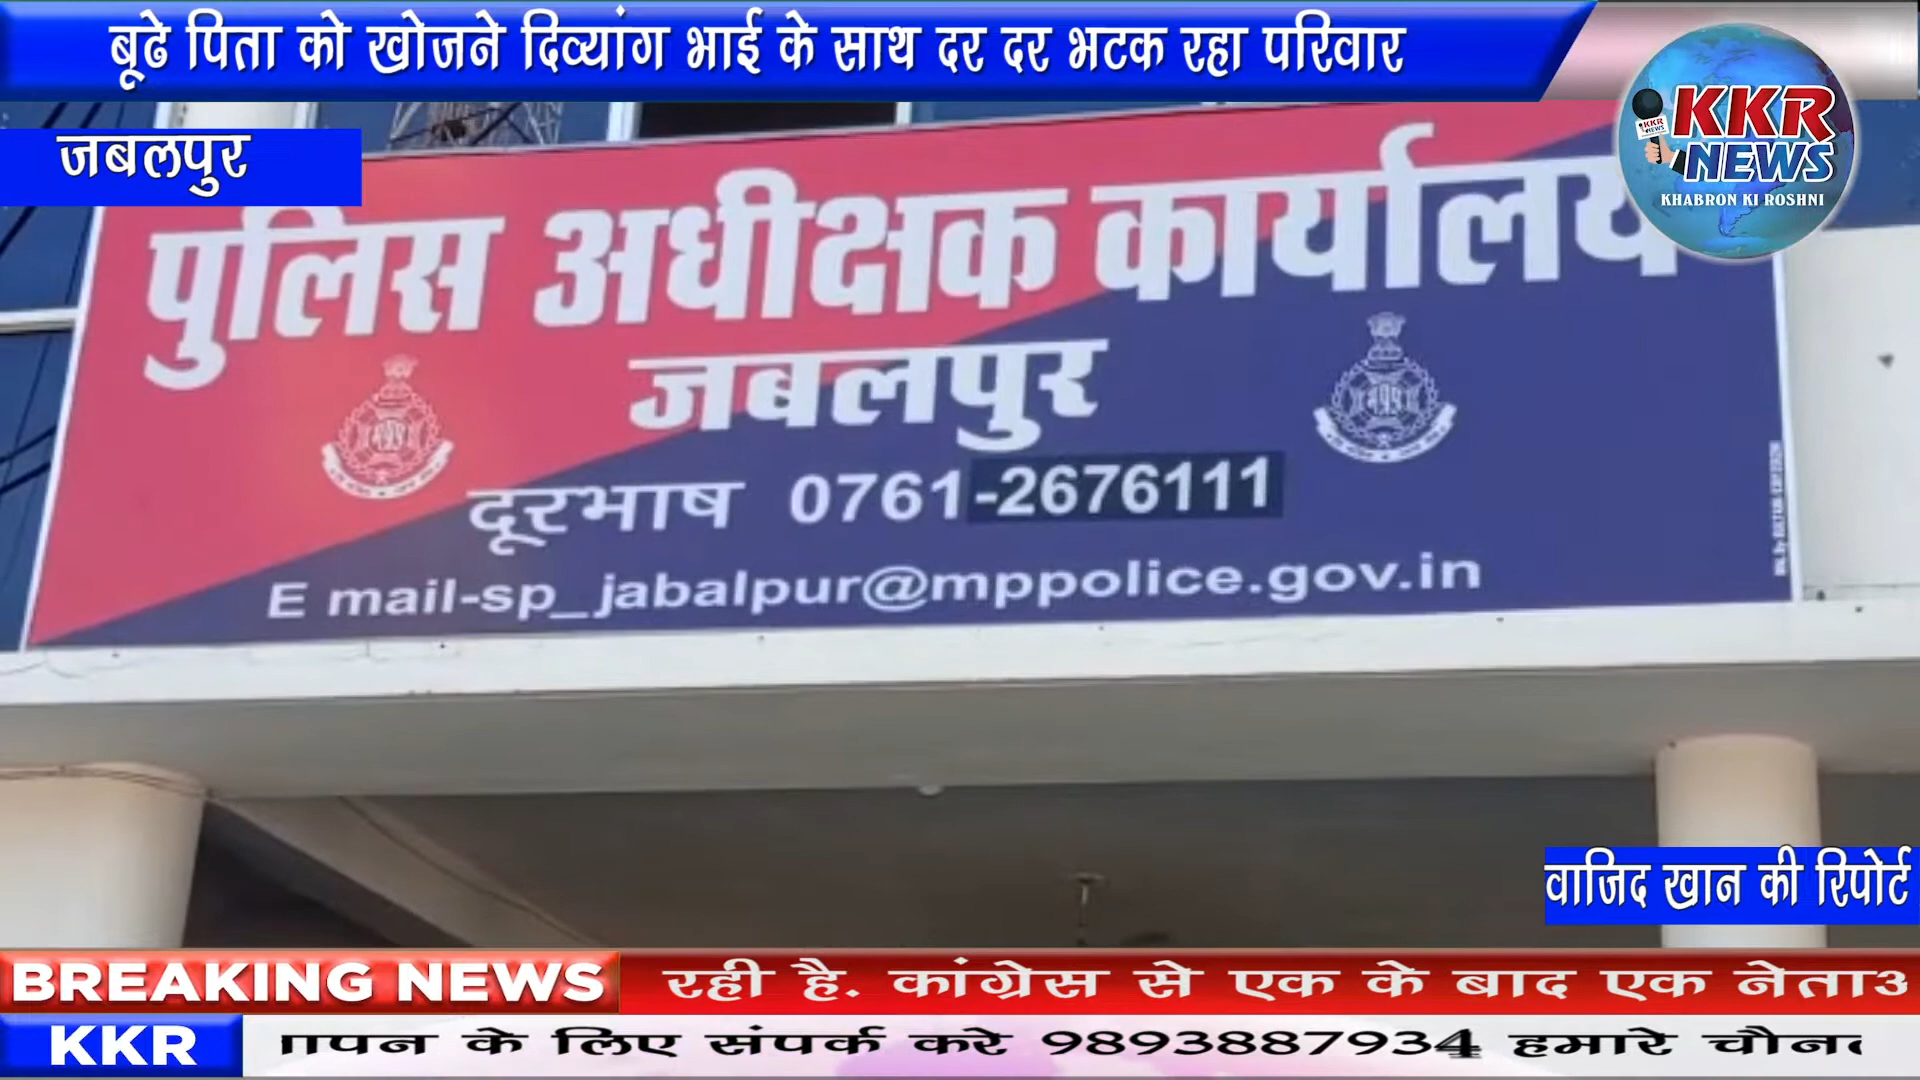 बूढे पिता को खोजने दिव्यांग भाई के साथ दर दर भटक रहा परिवार
KKR
NEWS
KHABRON KI ROSHNI
जबलपुर
पुलिस अधीक्षक कार्यालय
जबलपुर
दूरभाष 0761-2676111
E mail-sp_jabalpur@mppolice.gov.in
वाजिद खान की रिपोर्ट
BREAKING NEWS रही है. कांग्रेस से एक के बाद एक
KKR के लिए संपर्क करे 9893887934 हमारे